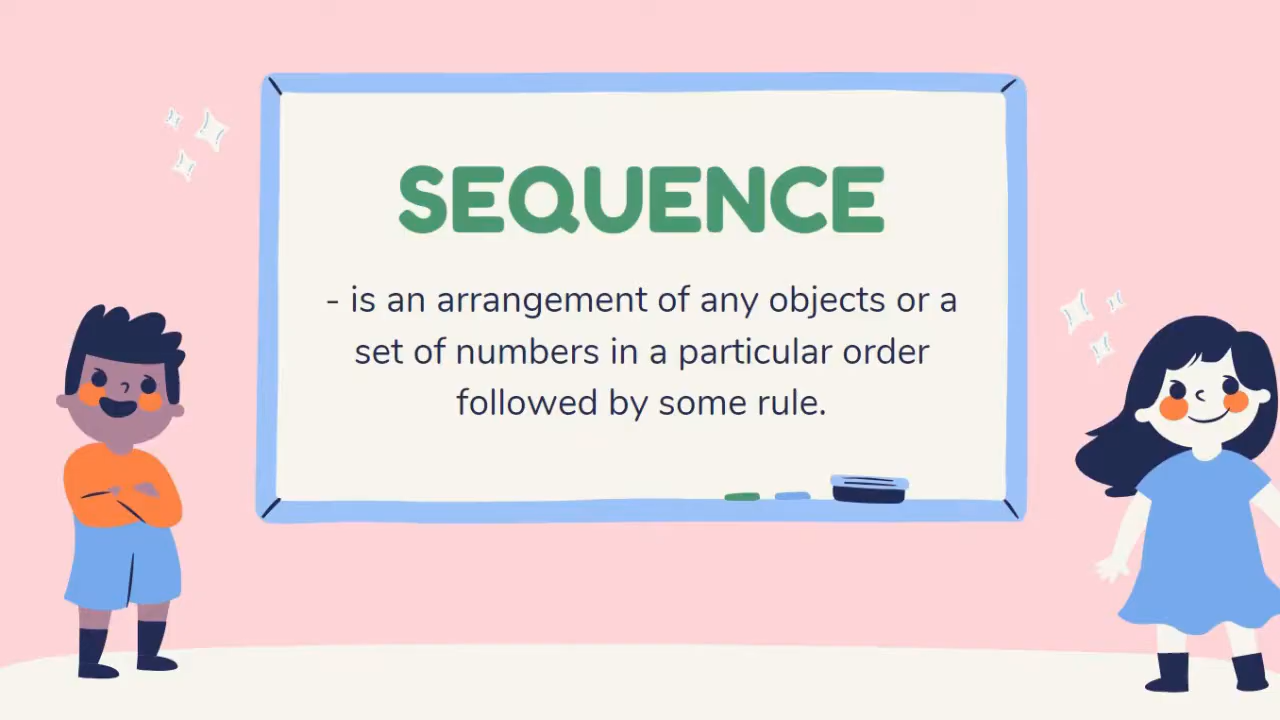 SEQUENCE
- is an arrangement of any objects or a
set of numbers in a particular order
followed by some rule.